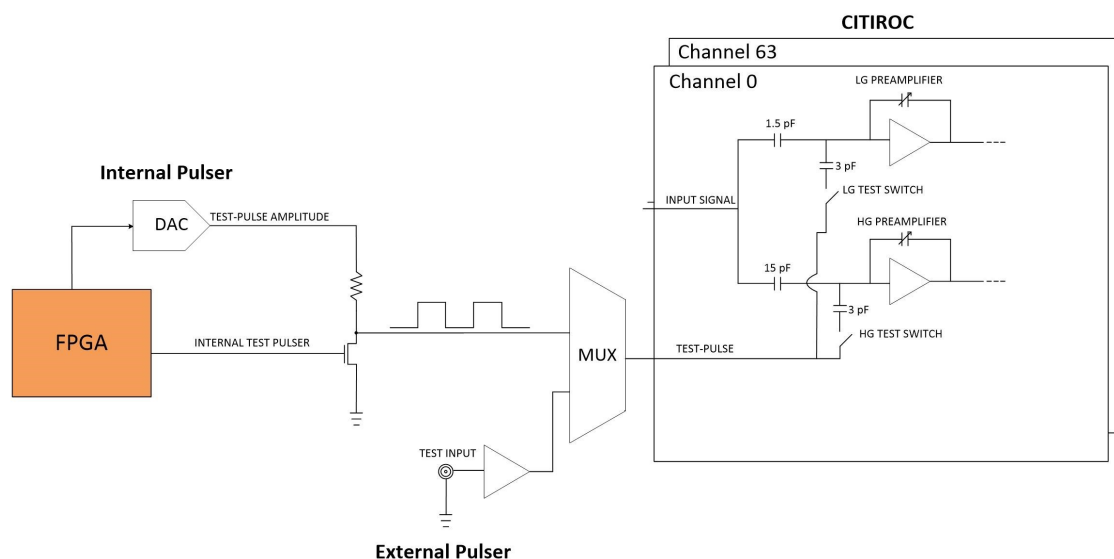 CITIROC
Channel 63
Channel 0
LG PREAMPLIFIER
1.5 pF
3 pF
LG TEST SWITCH
Internal Pulser
DAC
TEST-PULSE AMPLITUDE
INPUT SIGNAL
HG PREAMPLIFIER
15 pF
3 pF
HG TEST SWITCH
FPGA
INTERNAL TEST PULSER
MUX
TEST-PULSE
TEST INPUT
External Pulser